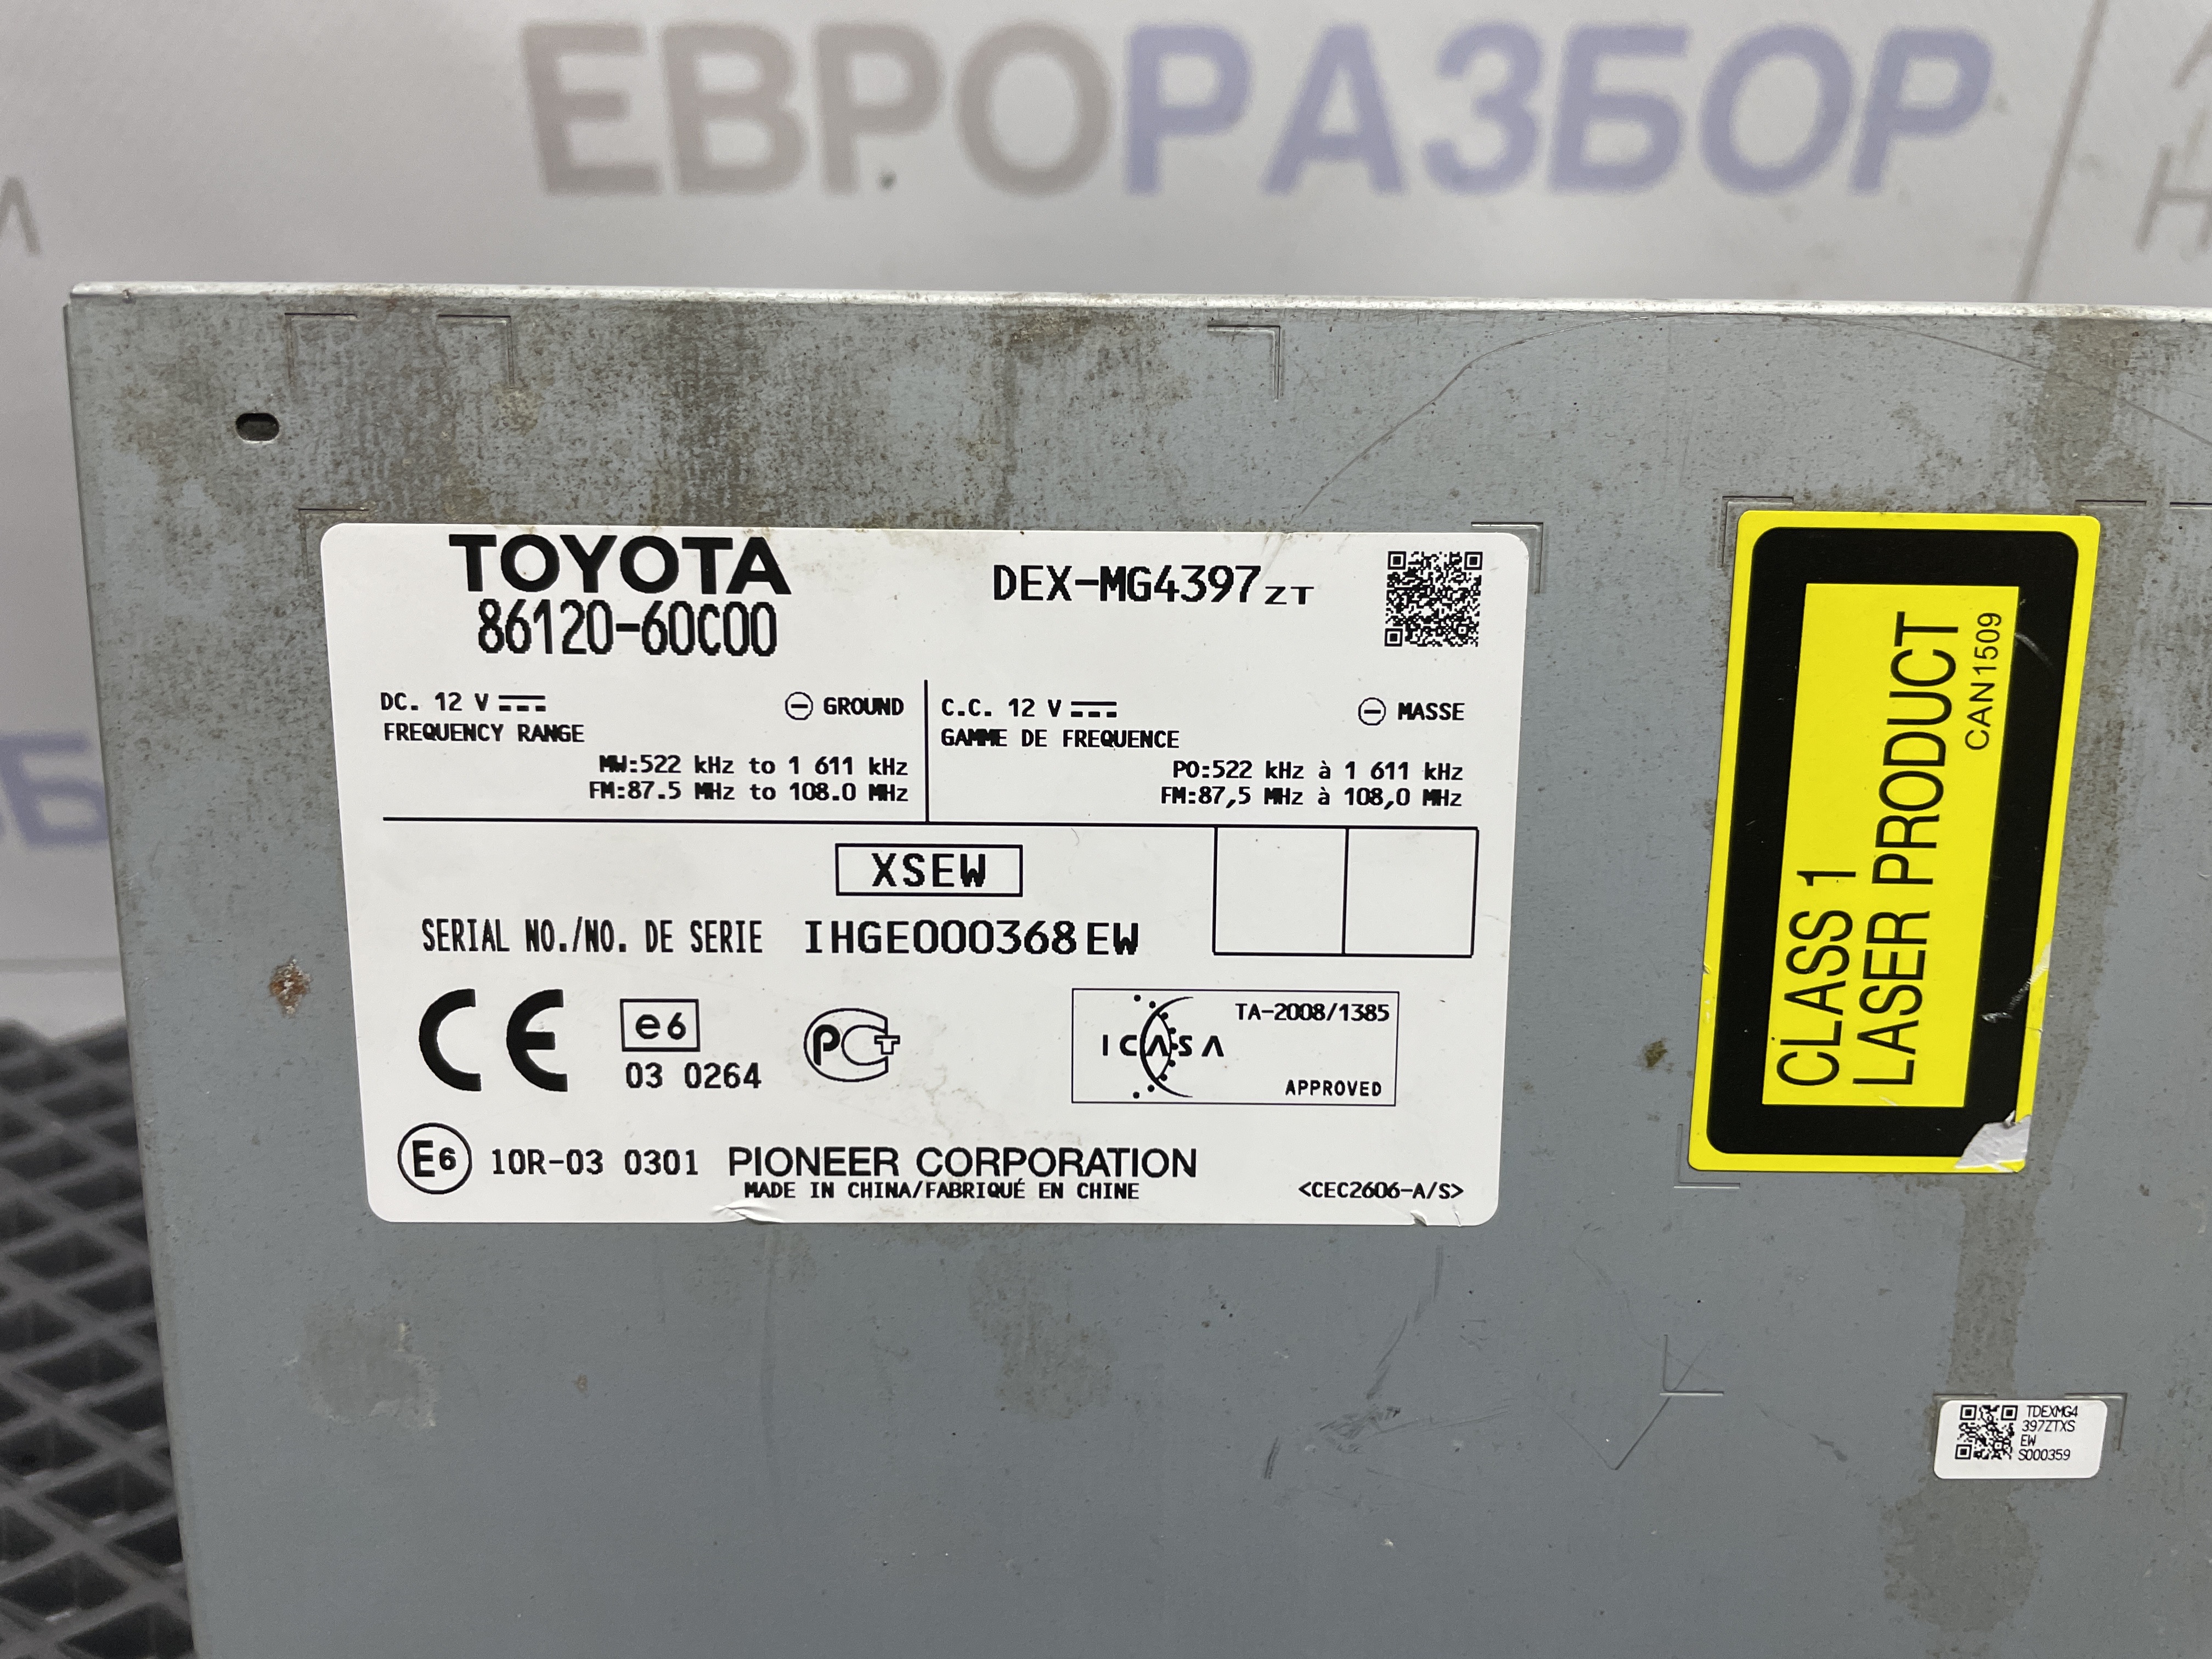 ЕВРОРАЗБОР
TOYOTA
86120-60C00
DEX-MG4397ZT
DC. 12 V
GROUND
FREQUENCY RANGE
MW:522 kHz to 1 611 kHz
FM:87.5 MHz to 108.0 MHz
C.C. 12 V
MASSE
GAMME DE FREQUENCE
PO:522 kHz à 1 611 kHz
FM:87,5 MHz à 108,0 MHz
XSEW
SERIAL NO./NO. DE SERIE IHGE000368EW
CE
e6
03 0264
PCT
ICASA
TA-2008/1385
APPROVED
E6 10R-03 0301 PIONEER CORPORATION
MADE IN CHINA/FABRIQUÉ EN CHINE
<CEC2606-A/S>
CLASS 1
LASER PRODUCT
CAN1509
TDEXMG4
397ZTXS
EW
S000359